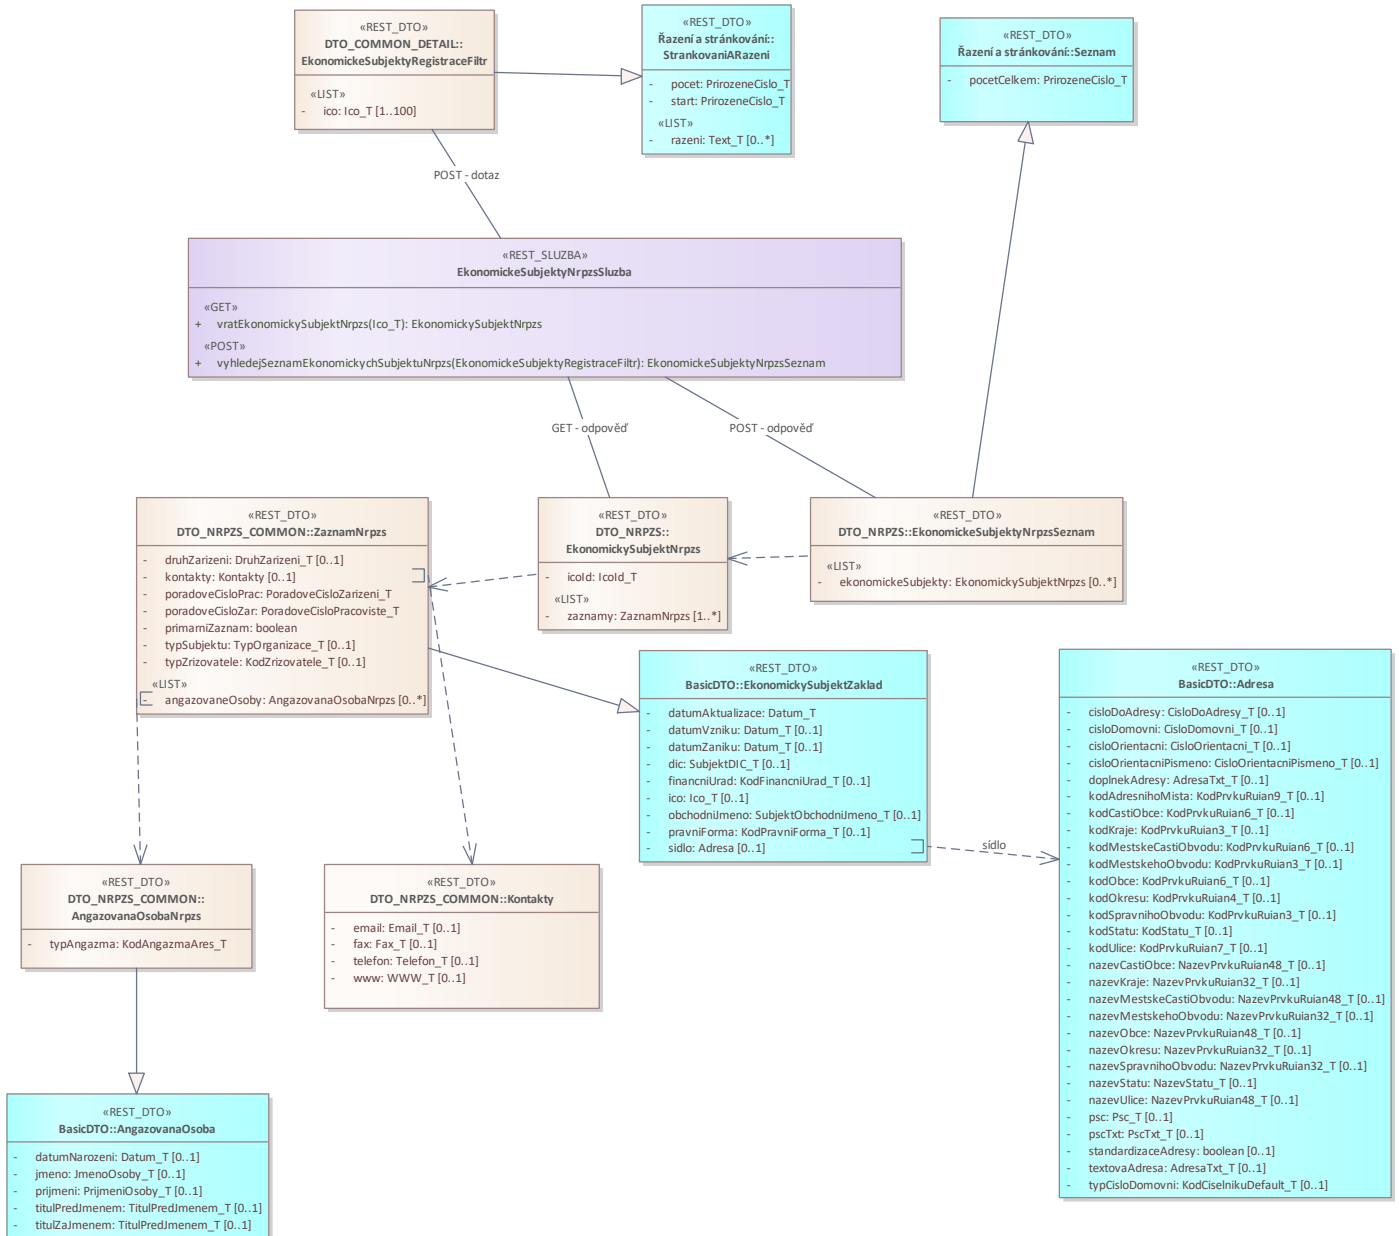 «REST_DTO»
DTO_COMMON_DETAIL::
EkonomickeSubjektyRegistraceFiltr
«LIST»
- ico: Ico_T [1..100]
«REST_DTO»
Řazení a stránkování::
StrankovaniARazeni
- pocet: PrirozeneCislo_T
- start: PrirozeneCislo_T
«LIST»
- razeni: Text_T [0..*]
«REST_DTO»
Řazení a stránkování::Seznam
- pocetCelkem: PrirozeneCislo_T
POST - dotaz
«REST_SLUZBA»
EkonomickeSubjektyNrpzsSluzba
«GET»
+ vratEkonomickySubjektNrpzs(Ico_T): EkonomickySubjektNrpzs
«POST»
+ vyhledejSeznamEkonomickychSubjektuNrpzs(EkonomickeSubjektyRegistraceFiltr): EkonomickeSubjektyNrpzsSeznam
GET - odpověď
POST - odpověď
«REST_DTO»
DTO_NRPZS_COMMON::ZaznamNrpzs
- druhZarizeni: DruhZarizeni_T [0..1]
- kontakty: Kontakty [0..1]
- poradoveCisloPrac: PoradoveCisloZarizeni_T
- poradoveCisloZar: PoradoveCisloPracoviste_T
- primarniZaznam: boolean
- typSubjektu: TypOrganizace_T [0..1]
- typZrizovatele: KodZrizovatele_T [0..1]
«LIST»
- angazovaneOsoby: AngazovanaOsobaNrpzs [0..*]
«REST_DTO»
DTO_NRPZS::
EkonomickySubjektNrpzs
- icoId: IcoId_T
«LIST»
- zaznamy: ZaznamNrpzs [1..*]
«REST_DTO»
DTO_NRPZS::EkonomickeSubjektyNrpzsSeznam
«LIST»
- ekonomickeSubjekty: EkonomickySubjektNrpzs [0..*]
«REST_DTO»
BasicDTO::EkonomickySubjektZaklad
- datumAktualizace: Datum_T
- datumVzniku: Datum_T [0..1]
- datumZaniku: Datum_T [0..1]
- dic: SubjektDIC_T [0..1]
- financniUrad: KodFinancniUrad_T [0..1]
- ico: Ico_T [0..1]
- obchodniJmeno: SubjektObchodniJmeno_T [0..1]
- pravniForma: KodPravniForma_T [0..1]
- sidlo: Adresa [0..1]
sídlo
«REST_DTO»
BasicDTO::Adresa
- cisloDoAdresy: CisloDoAdresy_T [0..1]
- cisloDomovni: CisloDomovni_T [0..1]
- cisloOrientacni: CisloOrientacni_T [0..1]
- cisloOrientacniPismeno: CisloOrientacniPismeno_T [0..1]
- doplnekAdresy: AdresaTxt_T [0..1]
- kodAdresnihoMista: KodPrvkuRuian9_T [0..1]
- kodCastiObce: KodPrvkuRuian6_T [0..1]
- kodKraje: KodPrvkuRuian3_T [0..1]
- kodMestskeCastiObvodu: KodPrvkuRuian6_T [0..1]
- kodMestskehoObvodu: KodPrvkuRuian3_T [0..1]
- kodObce: KodPrvkuRuian6_T [0..1]
- kodOkresu: KodPrvkuRuian4_T [0..1]
- kodSpravnihoObvodu: KodPrvkuRuian3_T [0..1]
- kodStatu: KodStatu_T [0..1]
- kodUlice: KodPrvkuRuian7_T [0..1]
- nazevCastiObce: NazevPrvkuRuian48_T [0..1]
- nazevKraje: NazevPrvkuRuian32_T [0..1]
- nazevMestskeCastiObvodu: NazevPrvkuRuian48_T [0..1]
- nazevMestskehoObvodu: NazevPrvkuRuian32_T [0..1]
- nazevObce: NazevPrvkuRuian48_T [0..1]
- nazevOkresu: NazevPrvkuRuian32_T [0..1]
- nazevSpravnihoObvodu: NazevPrvkuRuian32_T [0..1]
- nazevStatu: NazevStatu_T [0..1]
- nazevUlice: NazevPrvkuRuian48_T [0..1]
- psc: Psc_T [0..1]
- pscTxt: PscTxt_T [0..1]
- standardizaceAdresy: boolean [0..1]
- textovaAdresa: AdresaTxt_T [0..1]
- typCisloDomovni: KodCiselnikuDefault_T [0..1]
«REST_DTO»
DTO_NRPZS_COMMON::
AngazovanaOsobaNrpzs
- typAngazma: KodAngazmaAres_T
«REST_DTO»
DTO_NRPZS_COMMON::Kontakty
- email: Email_T [0..1]
- fax: Fax_T [0..1]
- telefon: Telefon_T [0..1]
- www: WWW_T [0..1]
«REST_DTO»
BasicDTO::AngazovanaOsoba
- datumNarozeni: Datum_T [0..1]
- jmeno: JmenoOsoby_T [0..1]
- prijmeni: PrijmeniOsoby_T [0..1]
- titulPredJmenem: TitulPredJmenem_T [0..1]
- titulZaJmenem: TitulPredJmenem_T [0..1]